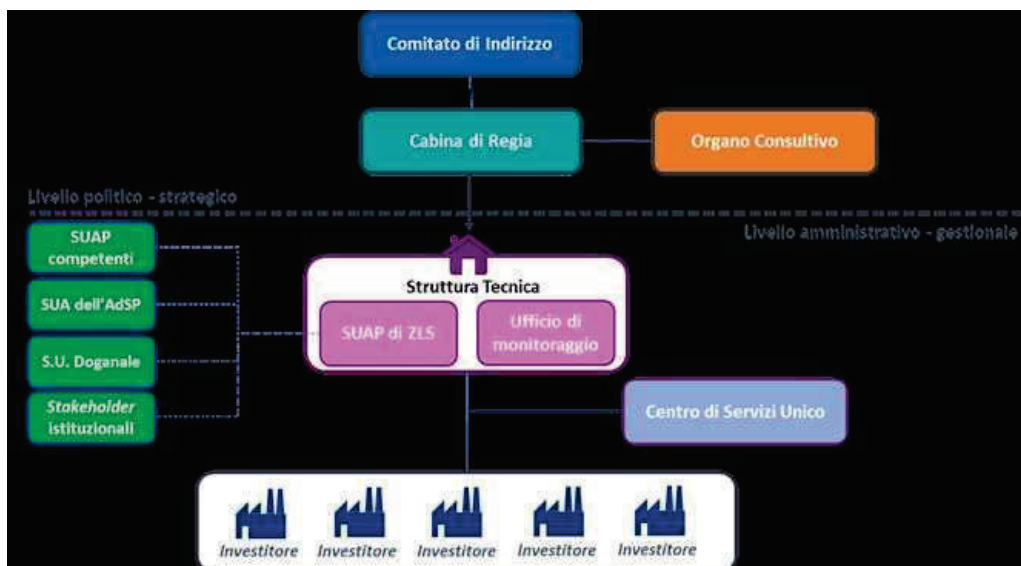 Comitato di Indirizzo
Cabina di Regia
Organo Consultivo
Livello politico - strategico
Livello amministrativo - gestionale
SUAP
competenti
SUA dell'AdSP
S.U. Doganale
Stakeholder
istituzionali
Struttura Tecnica
SUAP di ZLS
Ufficio di
monitoraggio
Centro di Servizi Unico
Investitore
Investitore
Investitore
Investitore
Investitore